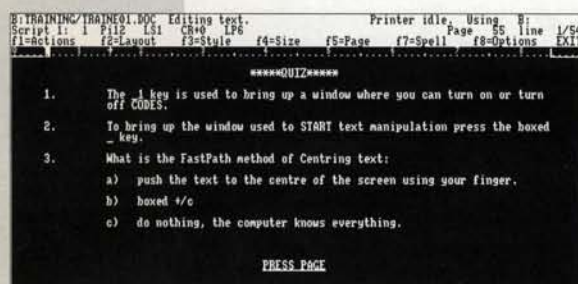 B:TRAINING/TRAINE01.DOC Editing text. Printer idle, Using B:
Script 1: 1 Pi12 LS1 CR+0 LP6 Page 55 line 1/54
f1=Actions f2=Layout f3=Style f4=Size f5=Page f7=Spell f8=Options EXIT
*****QUIZ*****
1. The _1 key is used to bring up a window where you can turn on or turn
off CODES.
2. To bring up the window used to START text manipulation press the boxed
_ key.
3. What is the FastPath method of Centring text:
a) push the text to the centre of the screen using your finger.
b) boxed +/c
c) do nothing, the computer knows everything.
PRESS PAGE